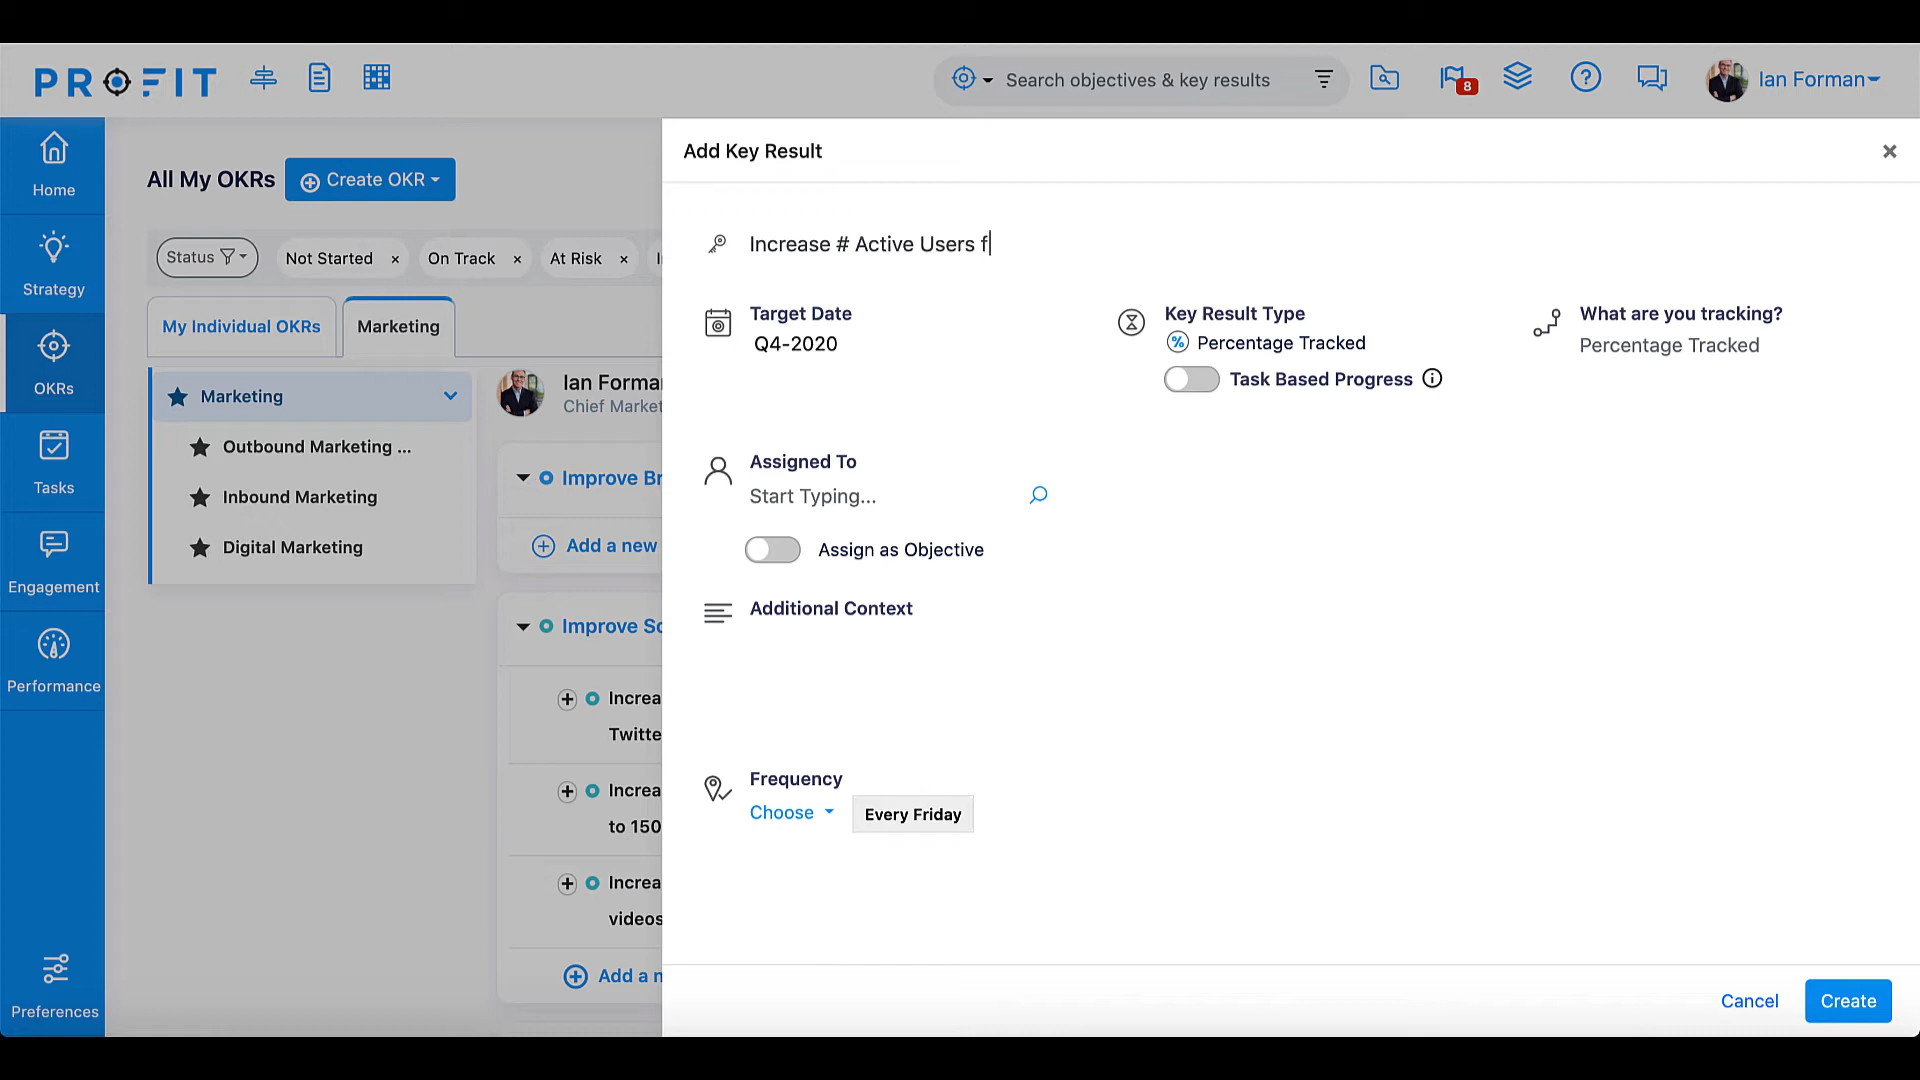 PROFIT
Search objectives & key results
8
Ian Forman
Home
Strategy
OKRs
Tasks
Engagement
Performance
Preferences
All My OKRs
Create OKR
Status
Not Started ×
On Track ×
At Risk ×
My Individual OKRs
Marketing
Marketing
Outbound Marketing ...
Inbound Marketing
Digital Marketing
Ian Forman
Chief Market
Improve Br
Add a new
Improve So
Increa
Twitte
Increa
to 150
Increa
videos
Add a n
Add Key Result
×
Increase # Active Users f
Target Date
Q4-2020
Key Result Type
% Percentage Tracked
Task Based Progress
What are you tracking?
Percentage Tracked
Assigned To
Start Typing...
Assign as Objective
Additional Context
Frequency
Choose
Every Friday
Cancel
Create